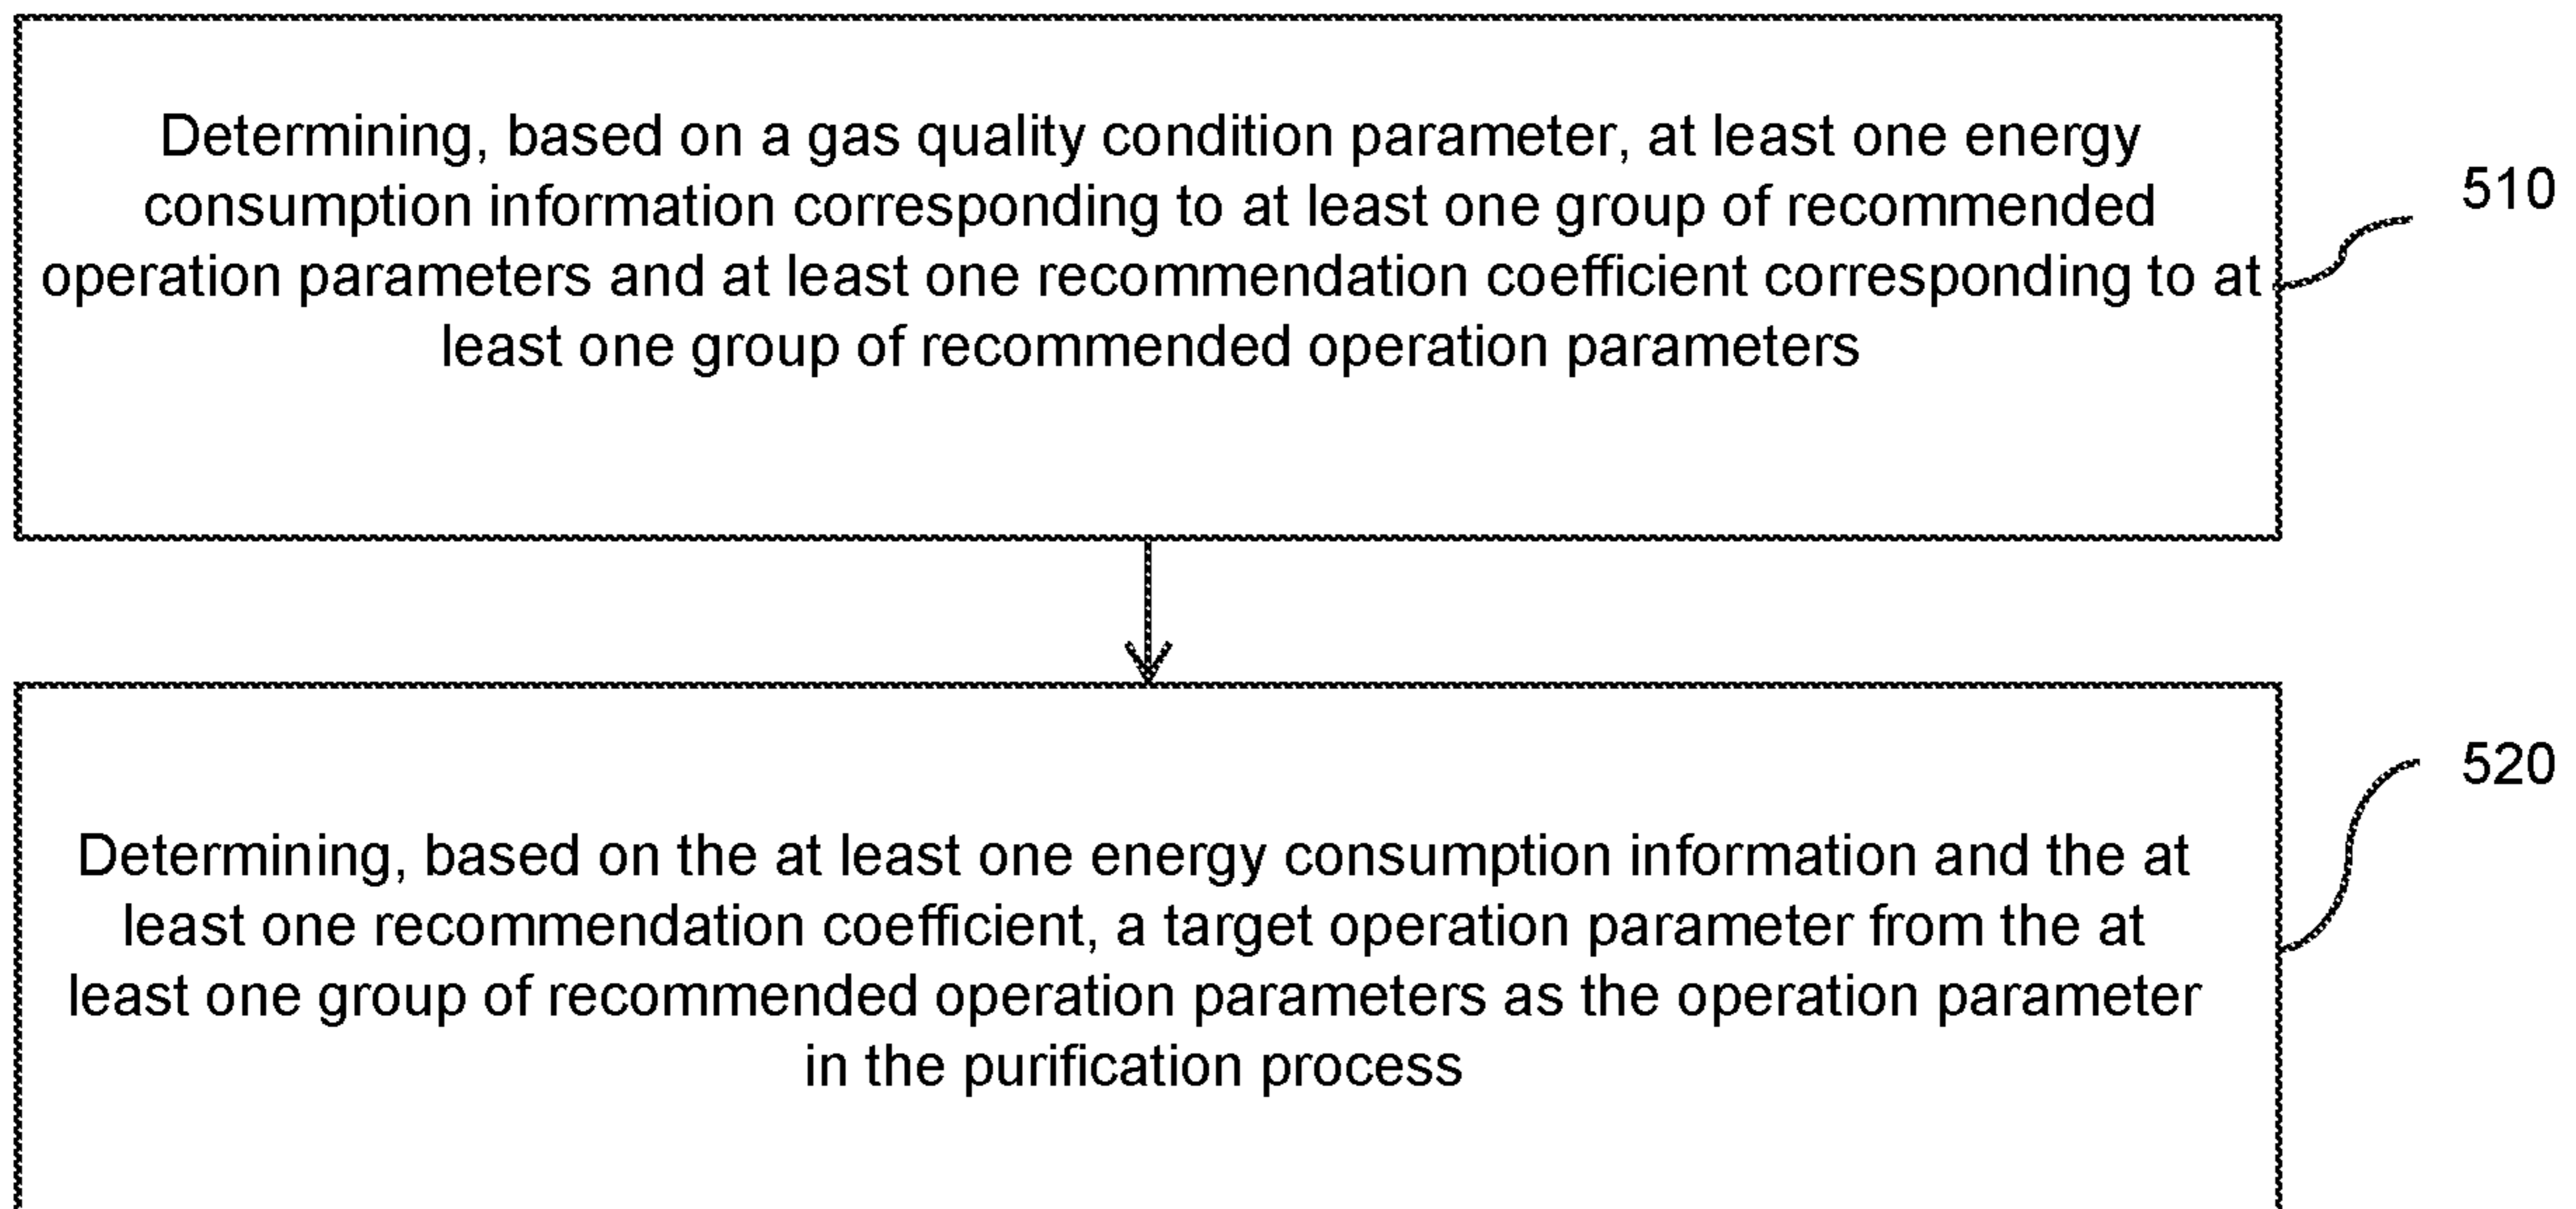 Determining, based on a gas quality condition parameter, at least one energy
consumption information corresponding to at least one group of recommended
operation parameters and at least one recommendation coefficient corresponding to at
least one group of recommended operation parameters
510
Determining, based on the at least one energy consumption information and the at
least one recommendation coefficient, a target operation parameter from the at
least one group of recommended operation parameters as the operation parameter
in the purification process
520